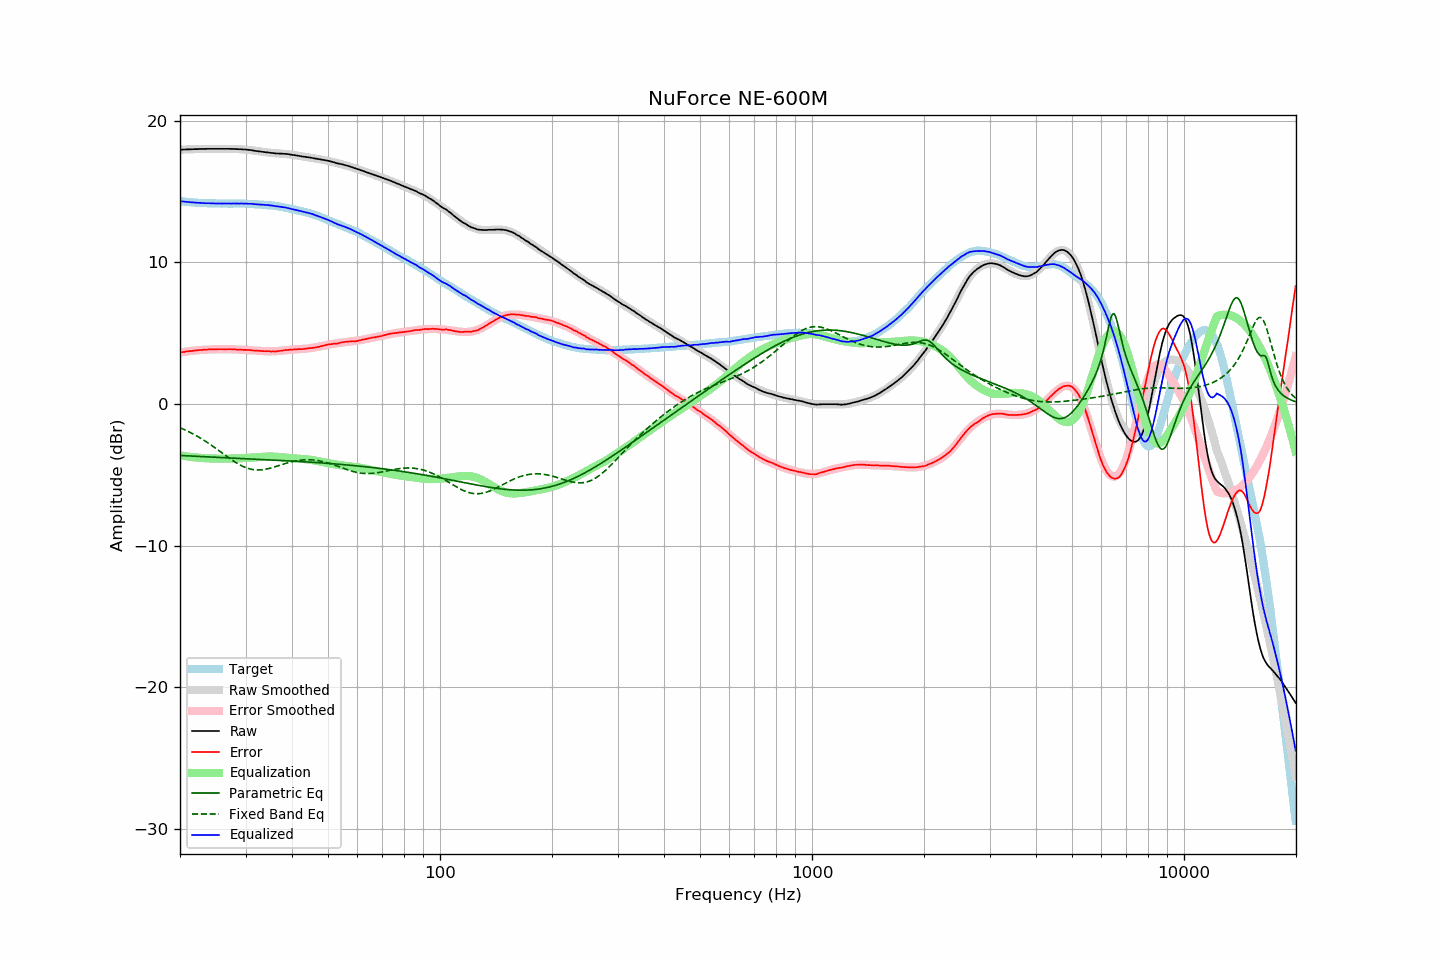 NuForce NE-600M
20
10
0
−10
−20
−30
Amplitude (dBr)
Target
Raw Smoothed
Error Smoothed
Raw
Error
Equalization
Parametric Eq
Fixed Band Eq
Equalized
100
1000
10000
Frequency (Hz)